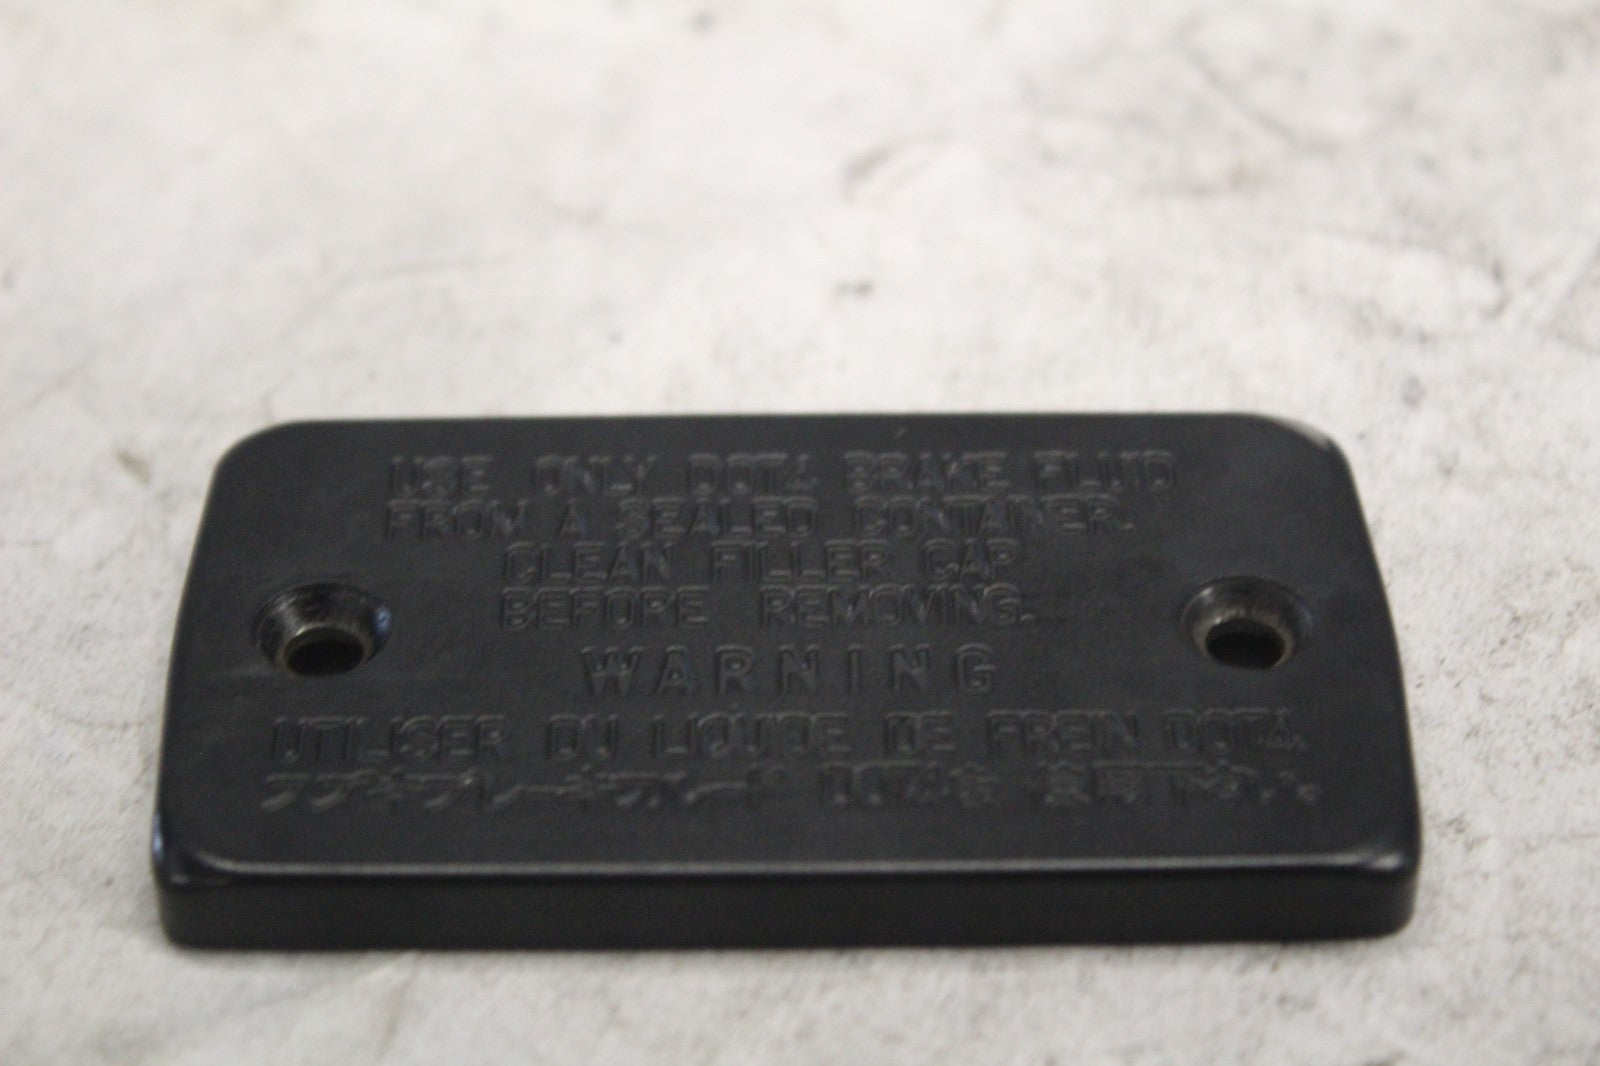 USE ONLY DOT4 BRAKE FLUID
FROM A SEALED CONTAINER.
CLEAN FILLER CAP
BEFORE REMOVING.
WARNING
UTILISER DU LIQUIDE DE FREIN DOT4.